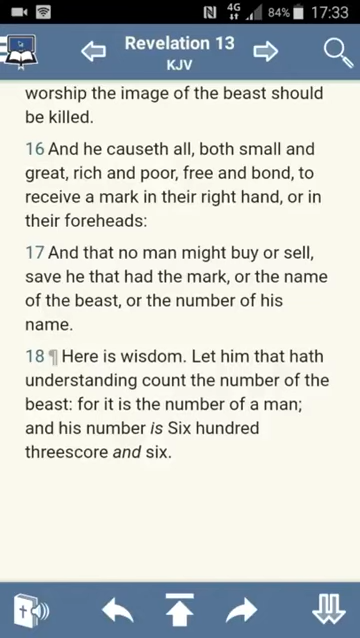 4G 84% 17:33
Revelation 13
KJV
worship the image of the beast should
be killed.
16 And he causeth all, both small and
great, rich and poor, free and bond, to
receive a mark in their right hand, or in
their foreheads:
17 And that no man might buy or sell,
save he that had the mark, or the name
of the beast, or the number of his
name.
18 ¶ Here is wisdom. Let him that hath
understanding count the number of the
beast: for it is the number of a man;
and his number is Six hundred
threescore and six.